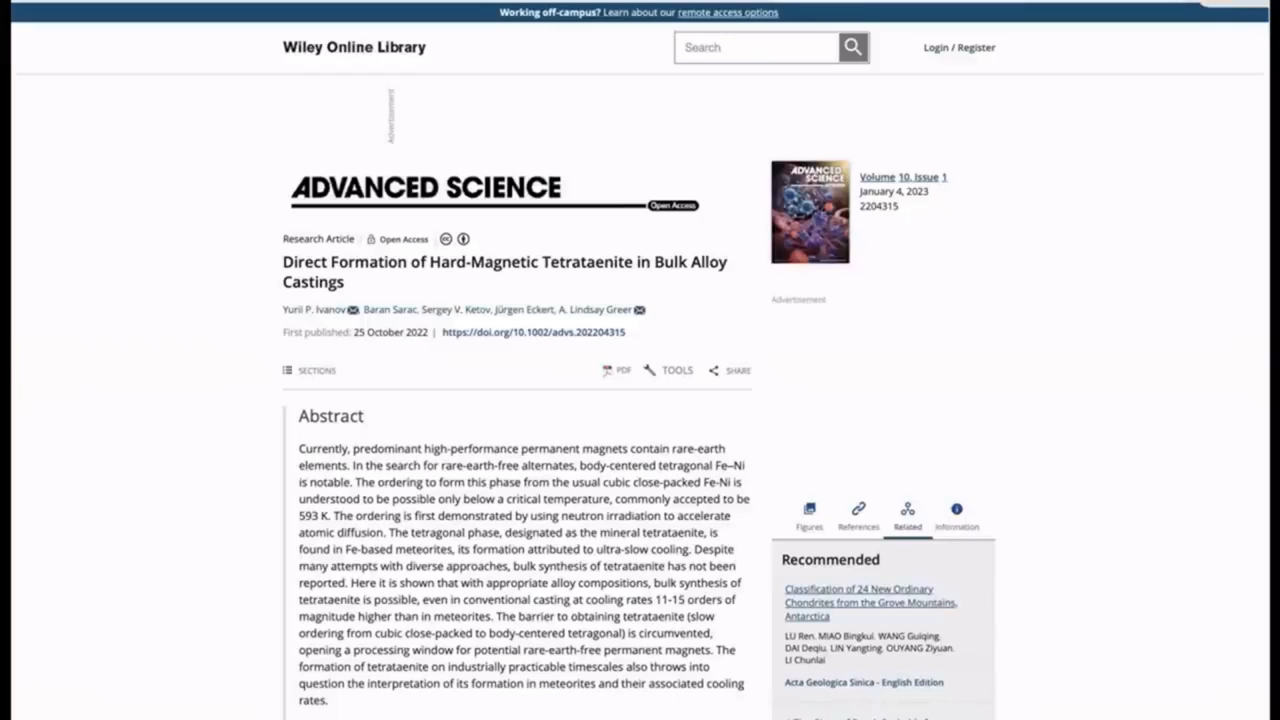 Working off-campus? Learn about our remote access options
Wiley Online Library
Search
Login / Register
Advertisement
ADVANCED SCIENCE
Open Access
ADVANCED SCIENCE
Volume 10, Issue 1
January 4, 2023
2204315
Research Article
Open Access
Direct Formation of Hard-Magnetic Tetrataenite in Bulk Alloy
Castings
Yurii P. Ivanov, Baran Sarac, Sergey V. Ketov, Jürgen Eckert, A. Lindsay Greer
First published: 25 October 2022 | https://doi.org/10.1002/advs.202204315
Advertisement
SECTIONS
PDF
TOOLS
SHARE
Abstract
Currently, predominant high-performance permanent magnets contain rare-earth
elements. In the search for rare-earth-free alternates, body-centered tetragonal Fe–Ni
is notable. The ordering to form this phase from the usual cubic close-packed Fe-Ni is
understood to be possible only below a critical temperature, commonly accepted to be
593 K. The ordering is first demonstrated by using neutron irradiation to accelerate
atomic diffusion. The tetragonal phase, designated as the mineral tetrataenite, is
found in Fe-based meteorites, its formation attributed to ultra-slow cooling. Despite
many attempts with diverse approaches, bulk synthesis of tetrataenite has not been
reported. Here it is shown that with appropriate alloy compositions, bulk synthesis of
tetrataenite is possible, even in conventional casting at cooling rates 11-15 orders of
magnitude higher than in meteorites. The barrier to obtaining tetrataenite (slow
ordering from cubic close-packed to body-centered tetragonal) is circumvented,
opening a processing window for potential rare-earth-free permanent magnets. The
formation of tetrataenite on industrially practicable timescales also throws into
question the interpretation of its formation in meteorites and their associated cooling
rates.
Figures
References
Related
Information
Recommended
Classification of 24 New Ordinary
Chondrites from the Grove Mountains,
Antarctica
LU Ren, MIAO Bingkui, WANG Guiqing,
DAI Deqiu, LIN Yangting, OUYANG Ziyuan,
LI Chunlai
Acta Geologica Sinica - English Edition